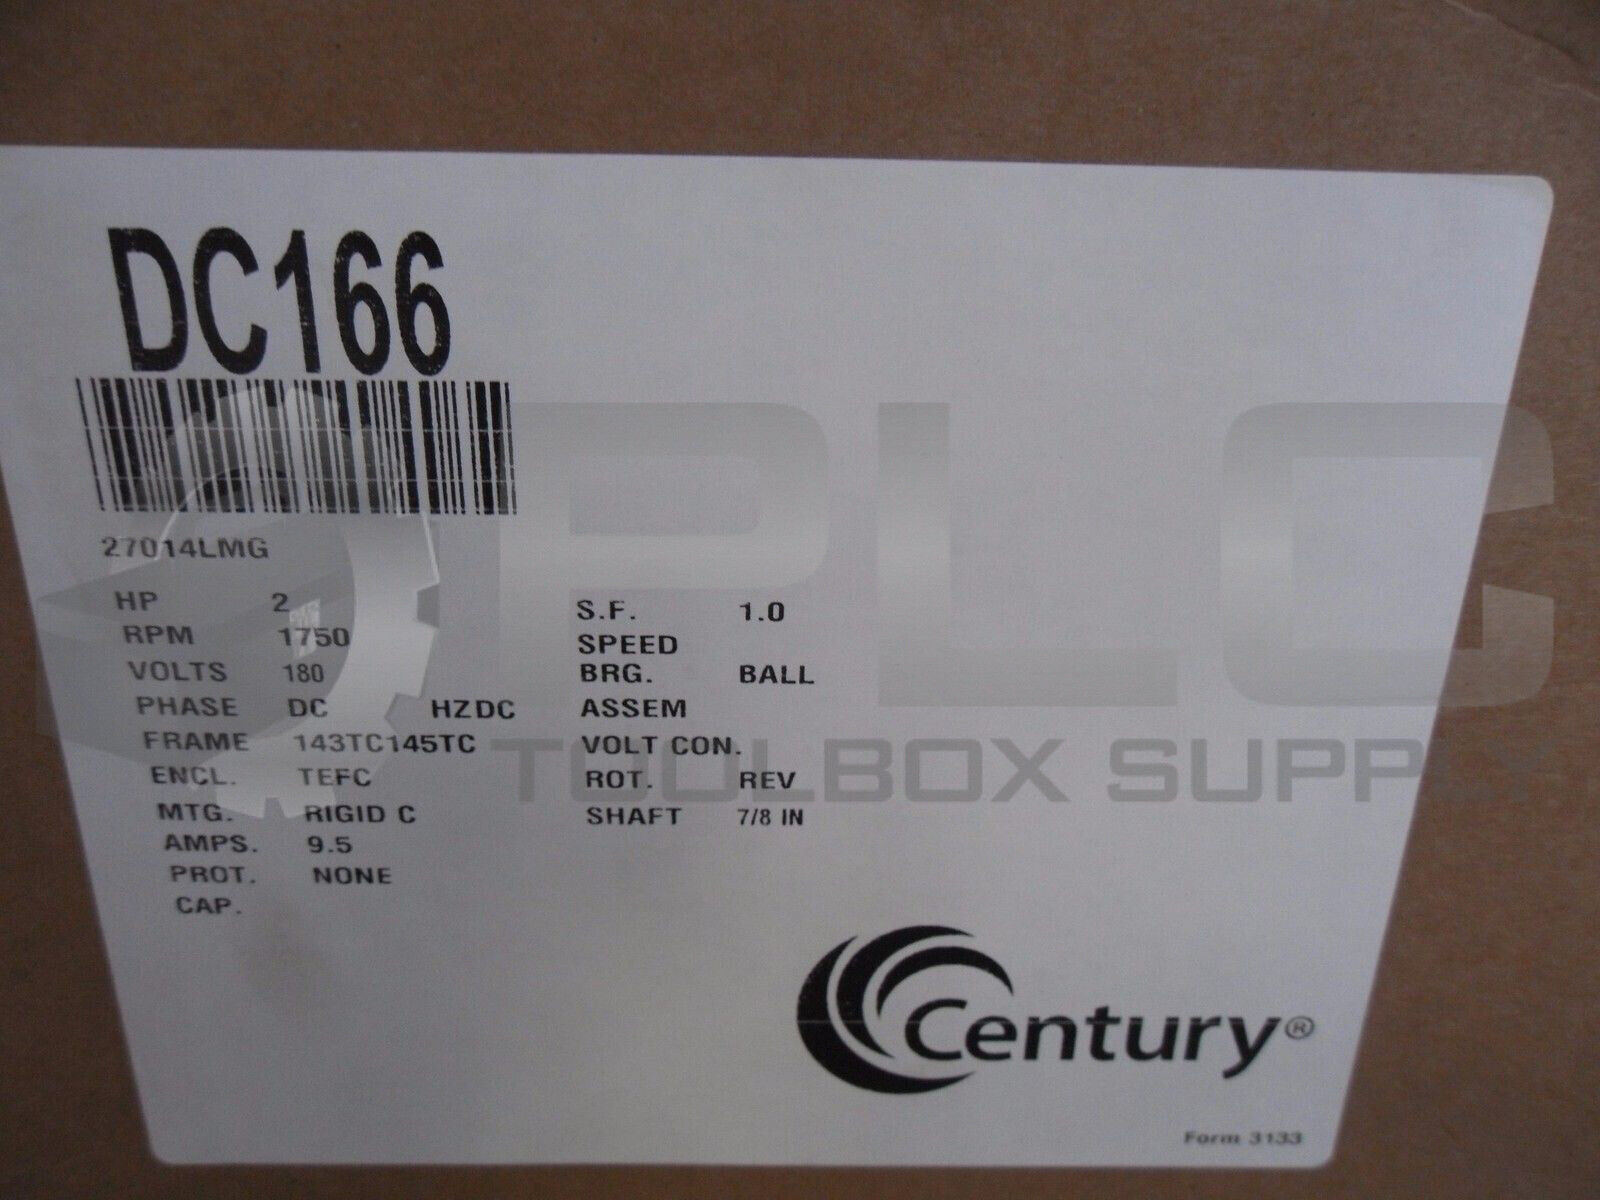 DC166
27014LMG
HP 2
RPM 1750
VOLTS 180
PHASE DC HZDC
FRAME 143TC145TC
ENCL. TEFC
MTG. RIGID C
AMPS. 9.5
PROT. NONE
CAP.
S.F. 1.0
SPEED
BRG. BALL
ASSEM
VOLT CON.
ROT. REV
SHAFT 7/8 IN
PLC
TOOLBOX SUPP
Century®
Form 3133